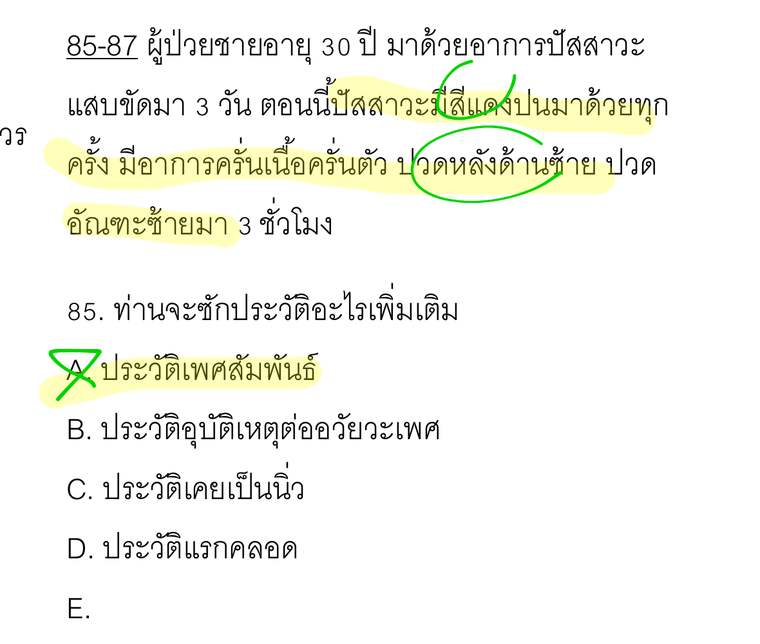 85-87 ผู้ป่วยชายอายุ 30 ปี มาด้วยอาการปัสสาวะ
แสบขัดมา 3 วัน ตอนนี้ปัสสาวะมีสีแดงปนมาด้วยทุก
วร
ครั้ง มีอาการครั่นเนื้อครั่นตัว ปวดหลังด้านซ้าย ปวด
อัณฑะซ้ายมา 3 ชั่วโมง
85. ท่านจะซักประวัติอะไรเพิ่มเติม
A. ประวัติเพศสัมพันธ์
B. ประวัติอุบัติเหตุต่ออวัยวะเพศ
C. ประวัติเคยเป็นนิ่ว
D. ประวัติแรกคลอด
E.